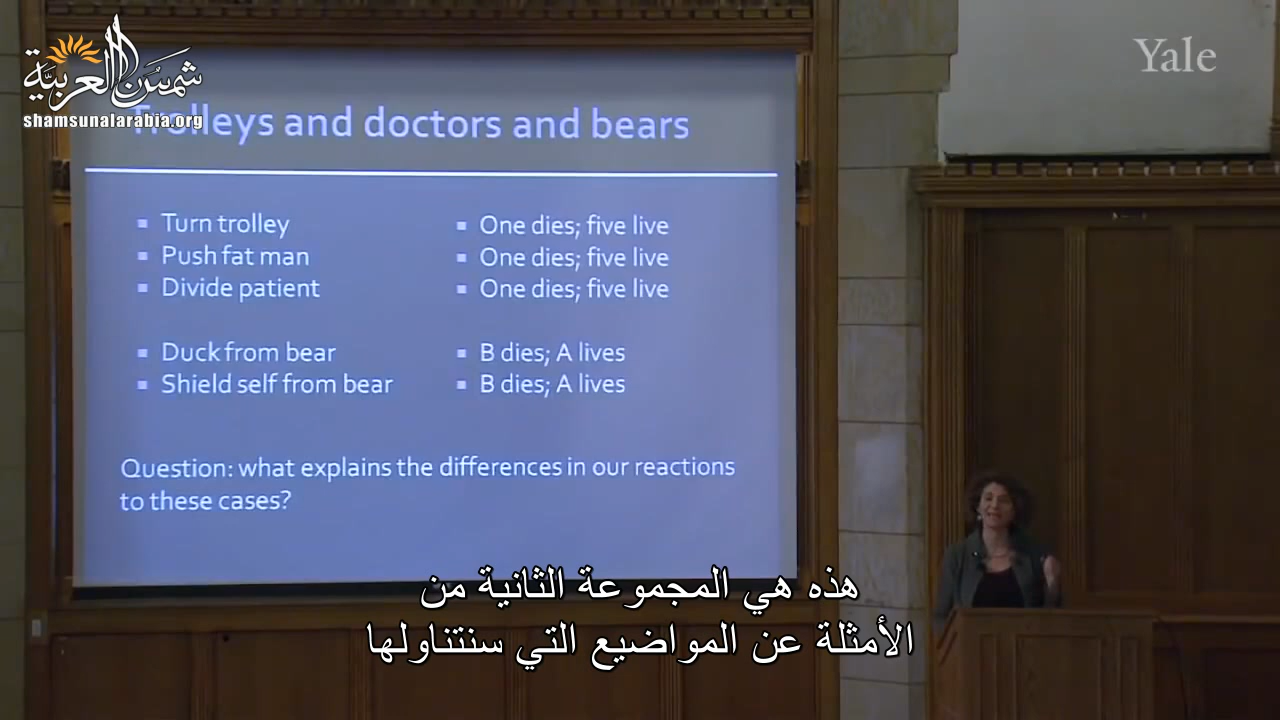 شمس العربية
shamsunalarabia.org
Yale
Trolleys and doctors and bears
▪ Turn trolley
▪ One dies; five live
▪ Push fat man
▪ One dies; five live
▪ Divide patient
▪ One dies; five live
▪ Duck from bear
▪ B dies; A lives
▪ Shield self from bear
▪ B dies; A lives
Question: what explains the differences in our reactions
to these cases?
هذه هي المجموعة الثانية من
الأمثلة عن المواضيع التي سنتناولها